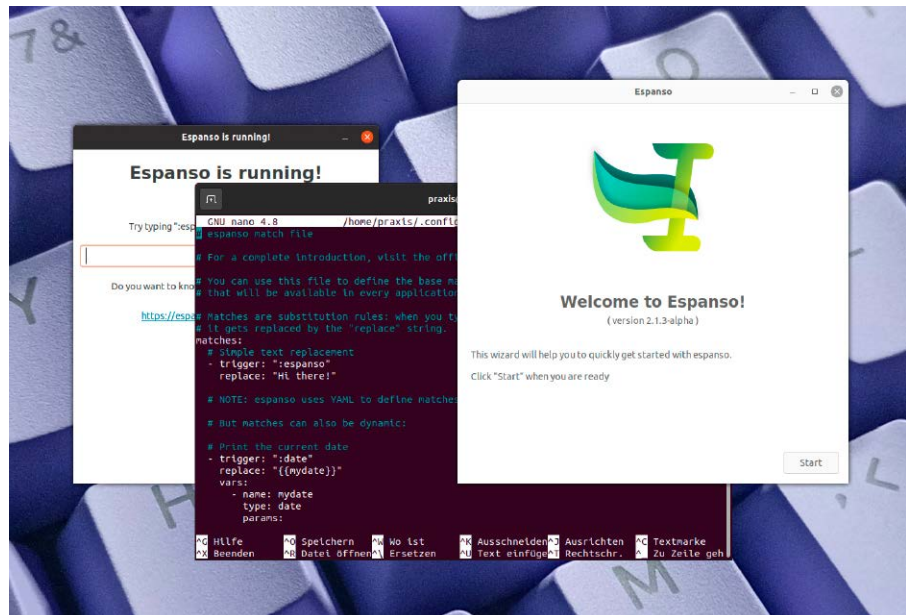 7 &
O
Y
H
L
M
Espanso is running!
Espanso is running!
Try typing ":esp
Do you want to kno
https://espa
praxis
GNU nano 4.8 /home/praxis/.config
# espanso match file
# For a complete introduction, visit the offi
# You can use this file to define the base ma
# that will be available in every application
# Matches are substitution rules: when you ty
# it gets replaced by the "replace" string.
matches:
# Simple text replacement
- trigger: ":espanso"
replace: "Hi there!"
# NOTE: espanso uses YAML to define matches
# But matches can also be dynamic:
# Print the current date
- trigger: ":date"
replace: "{{mydate}}"
vars:
- name: mydate
type: date
params:
^G Hilfe ^O Speichern ^W Wo ist ^K Ausschneiden ^J Ausrichten ^C Textmarke
^X Beenden ^R Datei öffnen ^\ Ersetzen ^U Text einfüge ^T Rechtschr. ^_ Zu Zeile geh
Espanso
Welcome to Espanso!
( version 2.1.3-alpha )
This wizard will help you to quickly get started with espanso.
Click "Start" when you are ready
Start